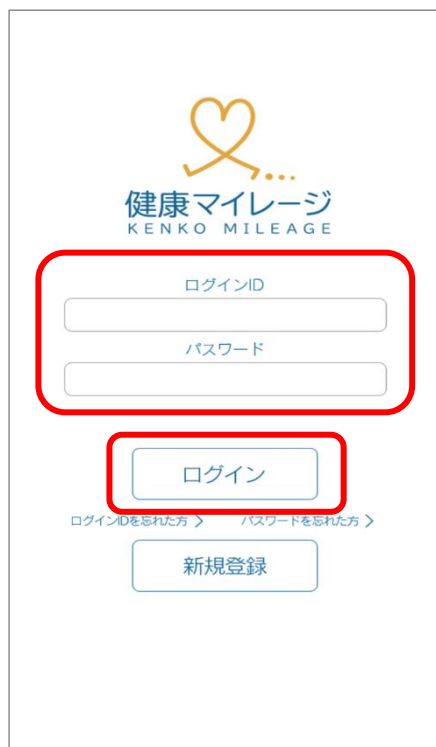 健康マイレージ
KENKO MILEAGE
ログインID
パスワード
ログイン
ログインIDを忘れた方 > パスワードを忘れた方 >
新規登録